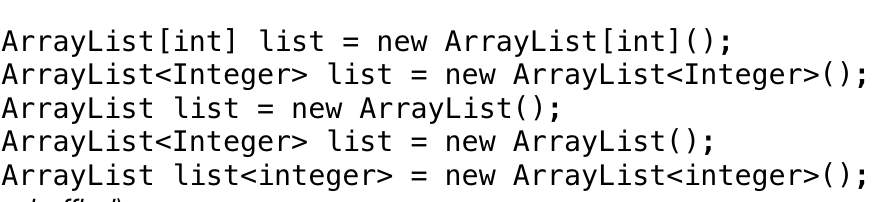 ArrayList[int] list = new ArrayList[int]();
ArrayList<Integer> list = new ArrayList<Integer>();
ArrayList list = new ArrayList();
ArrayList<Integer> list = new ArrayList();
ArrayList list<integer> = new ArrayList<integer>();